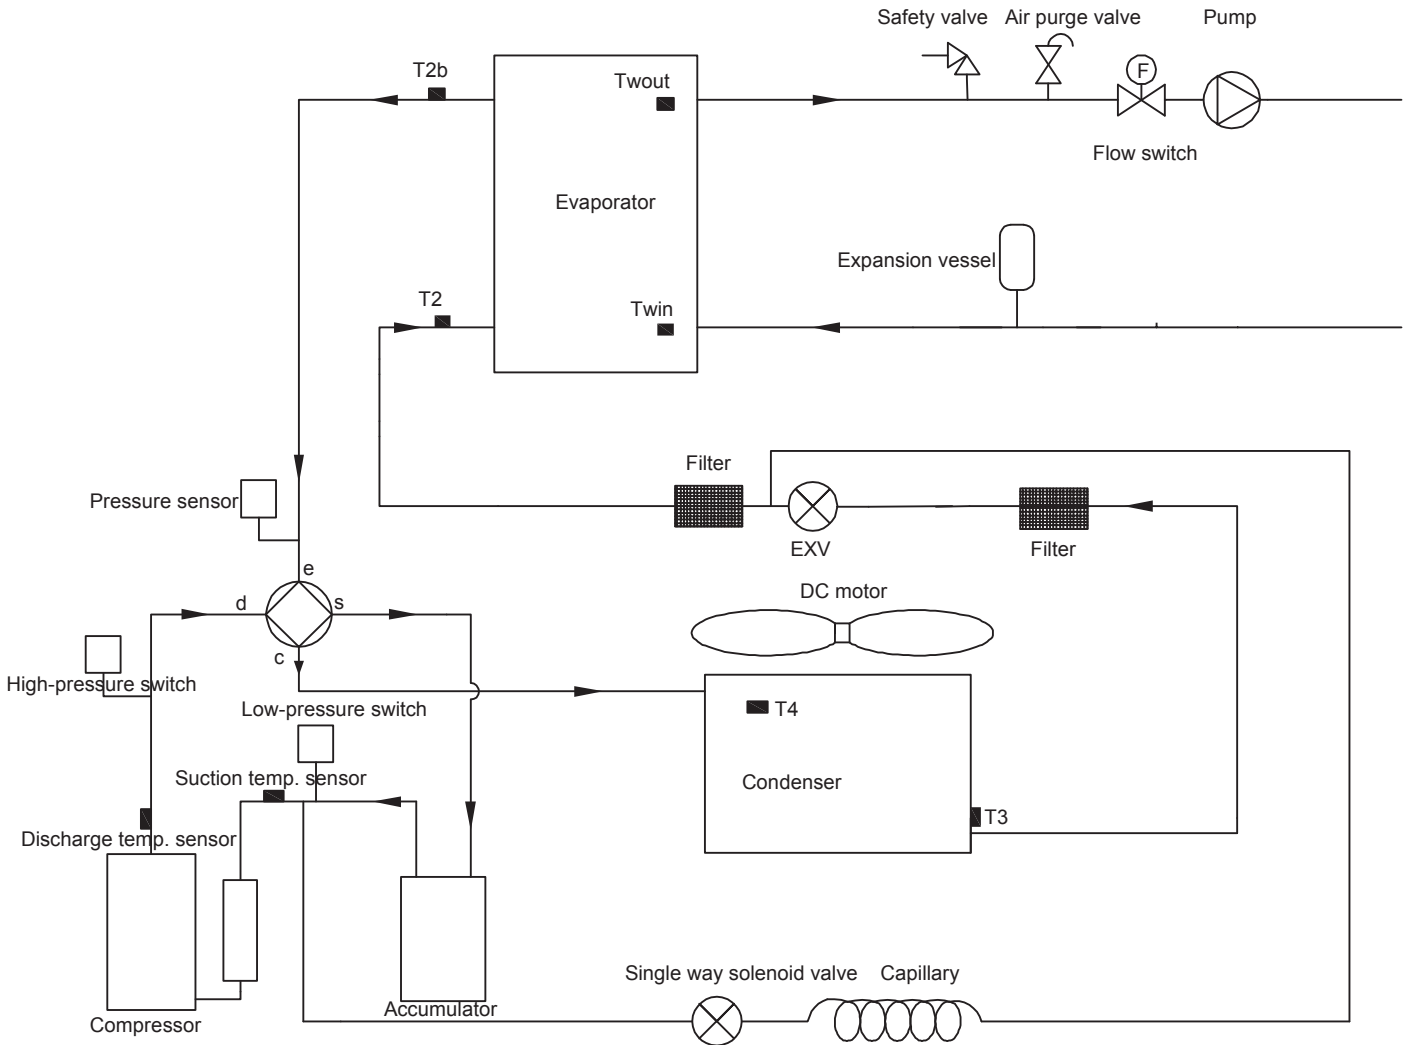 Safety valve
Air purge valve
Pump
T2b
Twout
F
Flow switch
Evaporator
Expansion vessel
T2
Twin
Filter
Pressure sensor
EXV
Filter
e
DC motor
d
s
c
High-pressure switch
Low-pressure switch
T4
Suction temp. sensor
Condenser
T3
Discharge temp. sensor
Single way solenoid valve
Capillary
Accumulator
Compressor